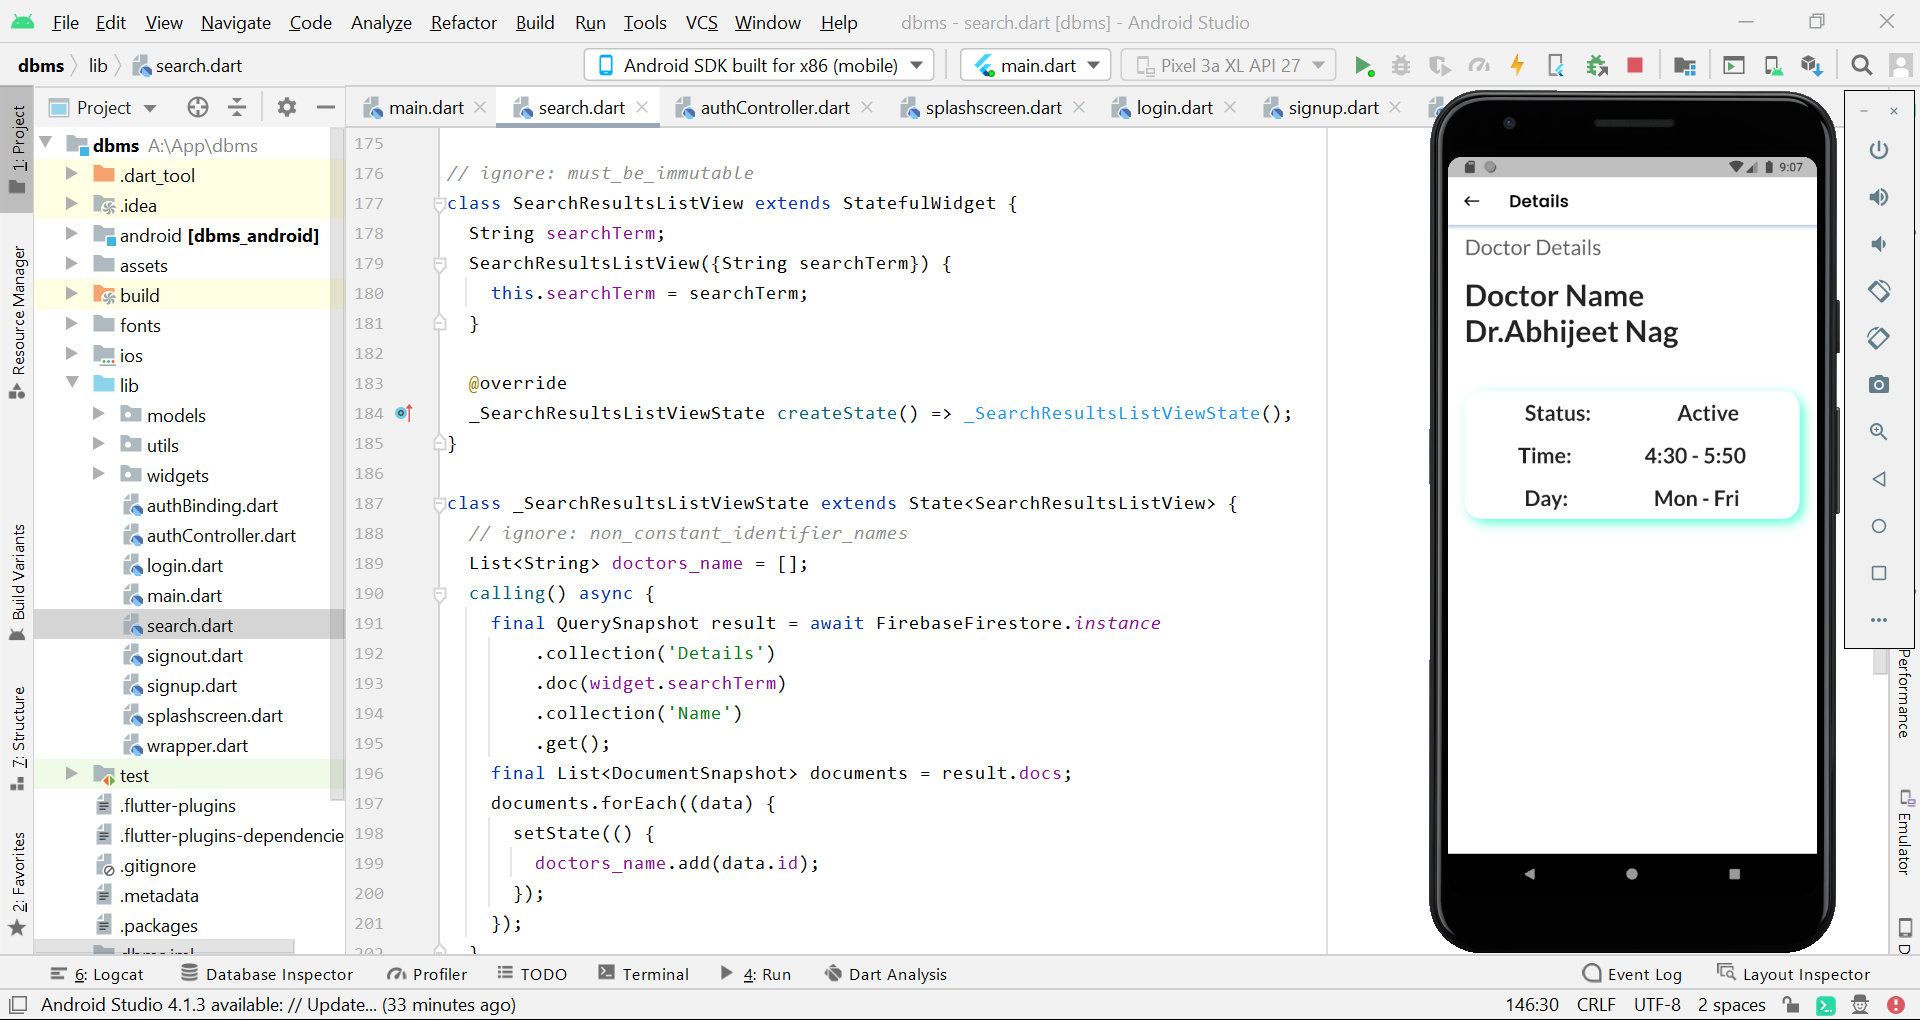 File Edit View Navigate Code Analyze Refactor Build Run Tools VCS Window Help dbms - search.dart [dbms] - Android Studio
dbms lib search.dart Android SDK built for x86 (mobile) main.dart Pixel 3a XL API 27
Project main.dart search.dart authController.dart splashscreen.dart login.dart signup.dart
1: Project
Resource Manager
Build Variants
7: Structure
2: Favorites
dbms A:\App\dbms
.dart_tool
.idea
android [dbms_android]
assets
build
fonts
ios
lib
models
utils
widgets
authBinding.dart
authController.dart
login.dart
main.dart
search.dart
signout.dart
signup.dart
splashscreen.dart
wrapper.dart
test
.flutter-plugins
.flutter-plugins-dependencie
.gitignore
.metadata
.packages
175
176 // ignore: must_be_immutable
177 class SearchResultsListView extends StatefulWidget {
178 String searchTerm;
179 SearchResultsListView({String searchTerm}) {
180 this.searchTerm = searchTerm;
181 }
182
183 @override
184 _SearchResultsListViewState createState() => _SearchResultsListViewState();
185 }
186
187 class _SearchResultsListViewState extends State<SearchResultsListView> {
188 // ignore: non_constant_identifier_names
189 List<String> doctors_name = [];
190 calling() async {
191 final QuerySnapshot result = await FirebaseFirestore.instance
192 .collection('Details')
193 .doc(widget.searchTerm)
194 .collection('Name')
195 .get();
196 final List<DocumentSnapshot> documents = result.docs;
197 documents.forEach((data) {
198 setState(() {
199 doctors_name.add(data.id);
200 });
201 });
202 }
9:07
Details
Doctor Details
Doctor Name
Dr.Abhijeet Nag
Status: Active
Time: 4:30 - 5:50
Day: Mon - Fri
Performance
Emulator
6: Logcat Database Inspector Profiler TODO Terminal 4: Run Dart Analysis Event Log Layout Inspector
Android Studio 4.1.3 available: // Update... (33 minutes ago) 146:30 CRLF UTF-8 2 spaces